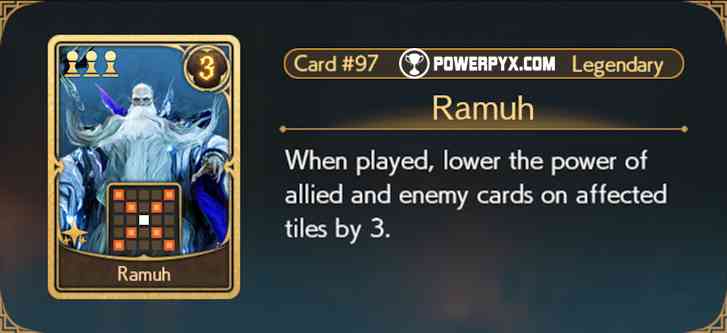 3
Ramuh
Card #97 POWERPYX.COM Legendary
Ramuh
When played, lower the power of
allied and enemy cards on affected
tiles by 3.